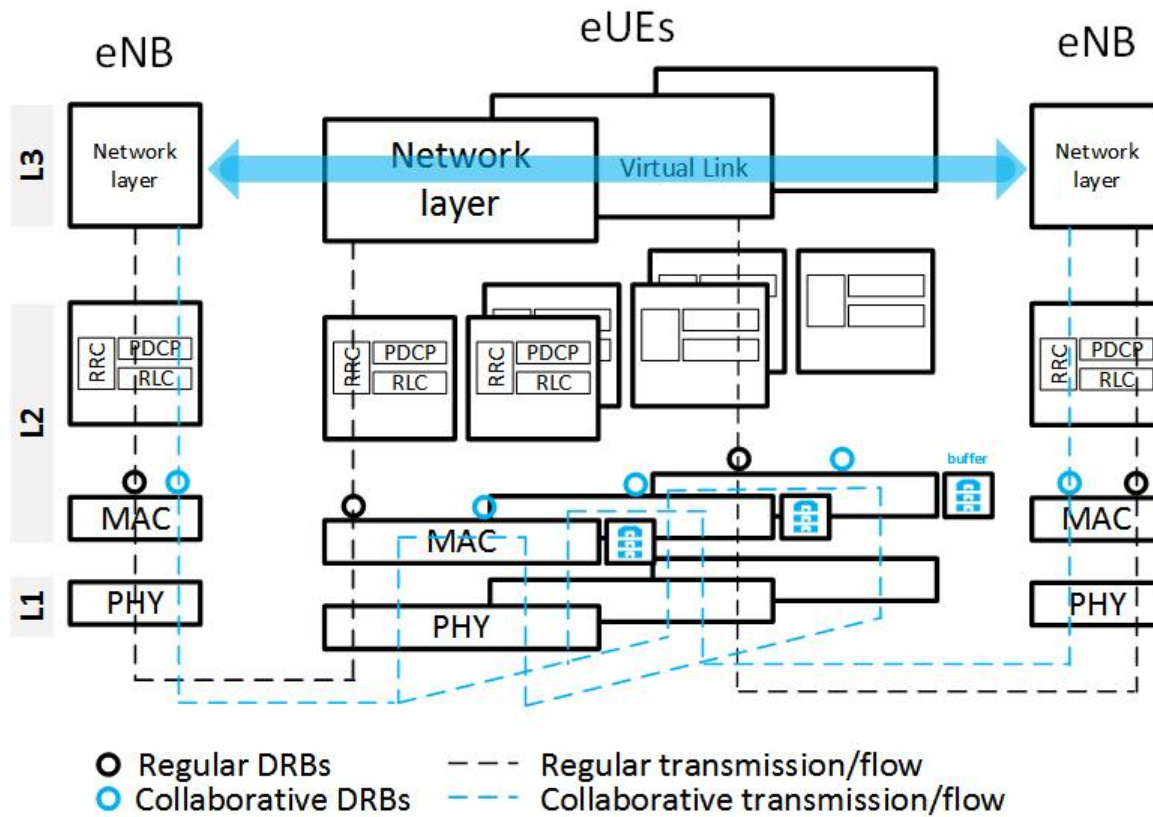 eNB
eUEs
eNB
L3
Network
layer
Network
layer
Virtual Link
Network
layer
L2
RRC
PDCP
RLC
RRC
PDCP
RLC
RRC
PDCP
RLC
RRC
PDCP
RLC
buffer
MAC
MAC
MAC
L1
PHY
PHY
PHY
Regular DRBs
Regular transmission/flow
Collaborative DRBs
Collaborative transmission/flow